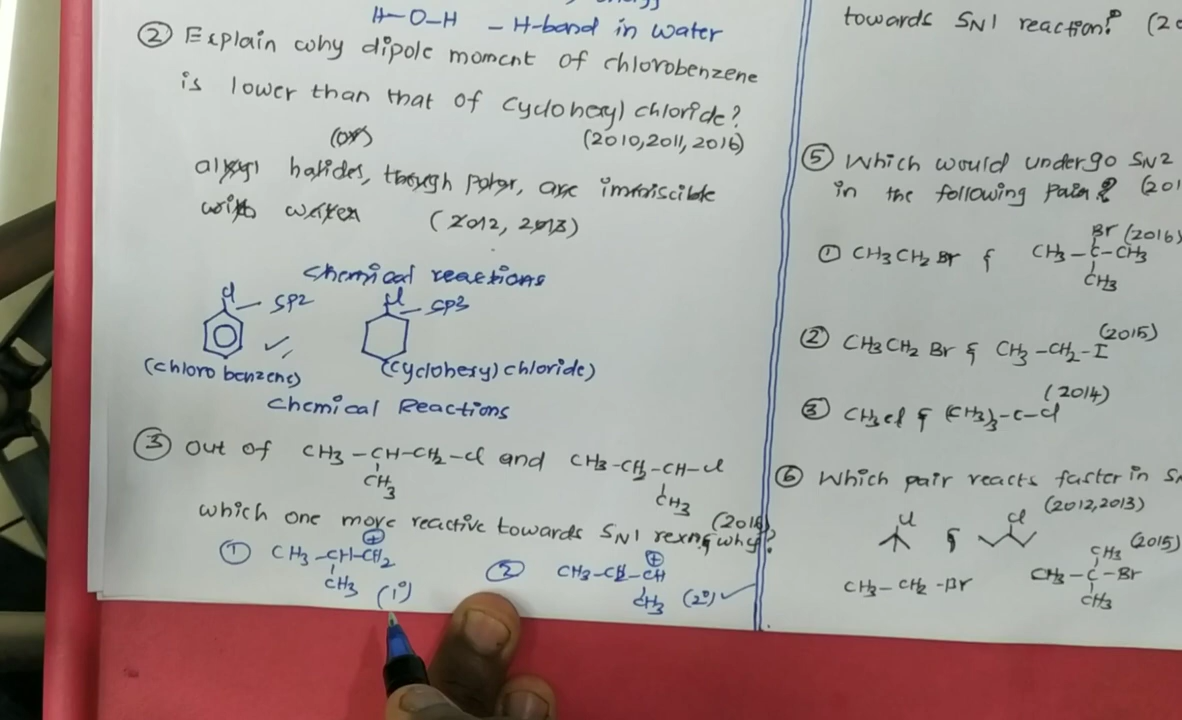 H-O-H - H-bond in water
② Explain why dipole moment of chlorobenzene
is lower than that of cyclohexyl chloride?
(or) (2010, 2011, 2016)
alkyl halides, though polar, are immiscible
with water (2012, 2013)
Chemical reactions
Cl - SP2 Cl - SP3
(chloro benzene) (cyclohexyl chloride)
Chemical Reactions
③ Out of CH3-CH-CH2-Cl and CH3-CH2-CH-Cl
CH3 CH3
which one more reactive towards SN1 rexn & why?
① CH3-CH-CH2 ⊕
CH3 (1°)
② CH3-CH2-CH ⊕
CH3 (2°)
towards SN1 reaction?
⑤ Which would undergo SN2
in the following pair?
Br (2016)
① CH3CH2Br & CH3-C-CH3
CH3
② CH3CH2Br & CH3-CH2-I (2015)
(2014)
③ CH3Cl & (CH3)3-C-Cl
⑥ Which pair reacts faster in
(2012, 2013)
Cl & Cl
CH3 (2015)
CH3-CH2-Br CH3-C-Br
CH3